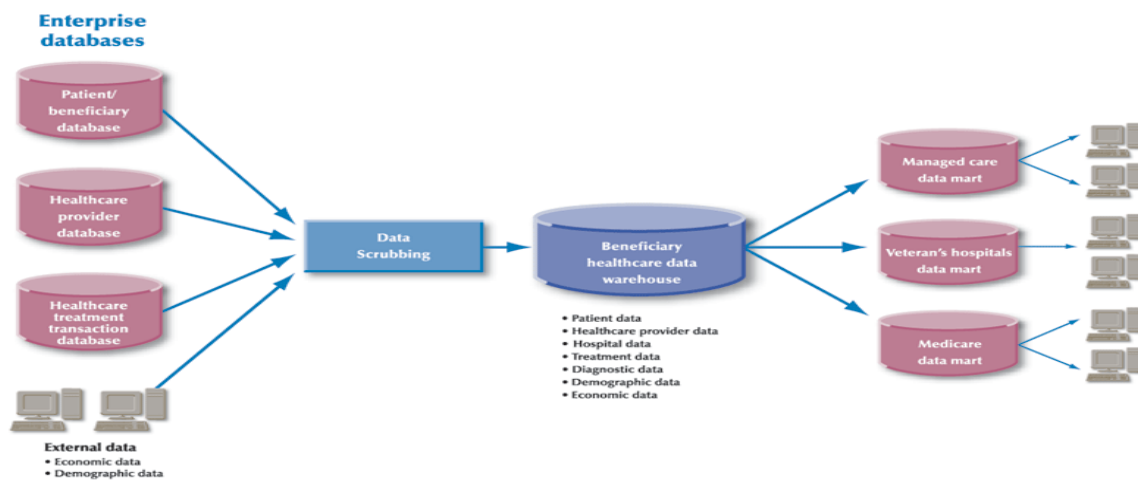 Enterprise
databases
Patient/
beneficiary
database
Healthcare
provider
database
Healthcare
treatment
transaction
database
External data
• Economic data
• Demographic data
Data
Scrubbing
Beneficiary
healthcare data
warehouse
• Patient data
• Healthcare provider data
• Hospital data
• Treatment data
• Diagnostic data
• Demographic data
• Economic data
Managed care
data mart
Veteran's hospitals
data mart
Medicare
data mart